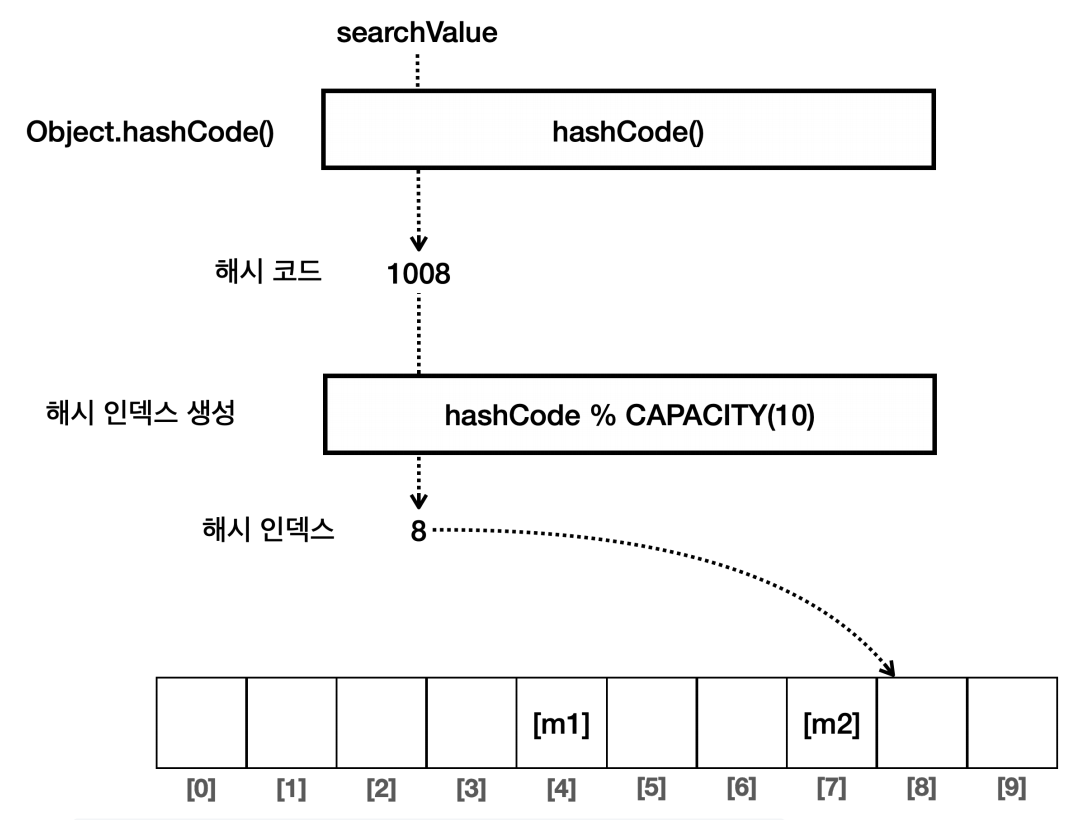 searchValue
Object.hashCode()
hashCode()
해시 코드
1008
해시 인덱스 생성
hashCode % CAPACITY(10)
해시 인덱스
8
[m1] [m2]
[0] [1] [2] [3] [4] [5] [6] [7] [8] [9]